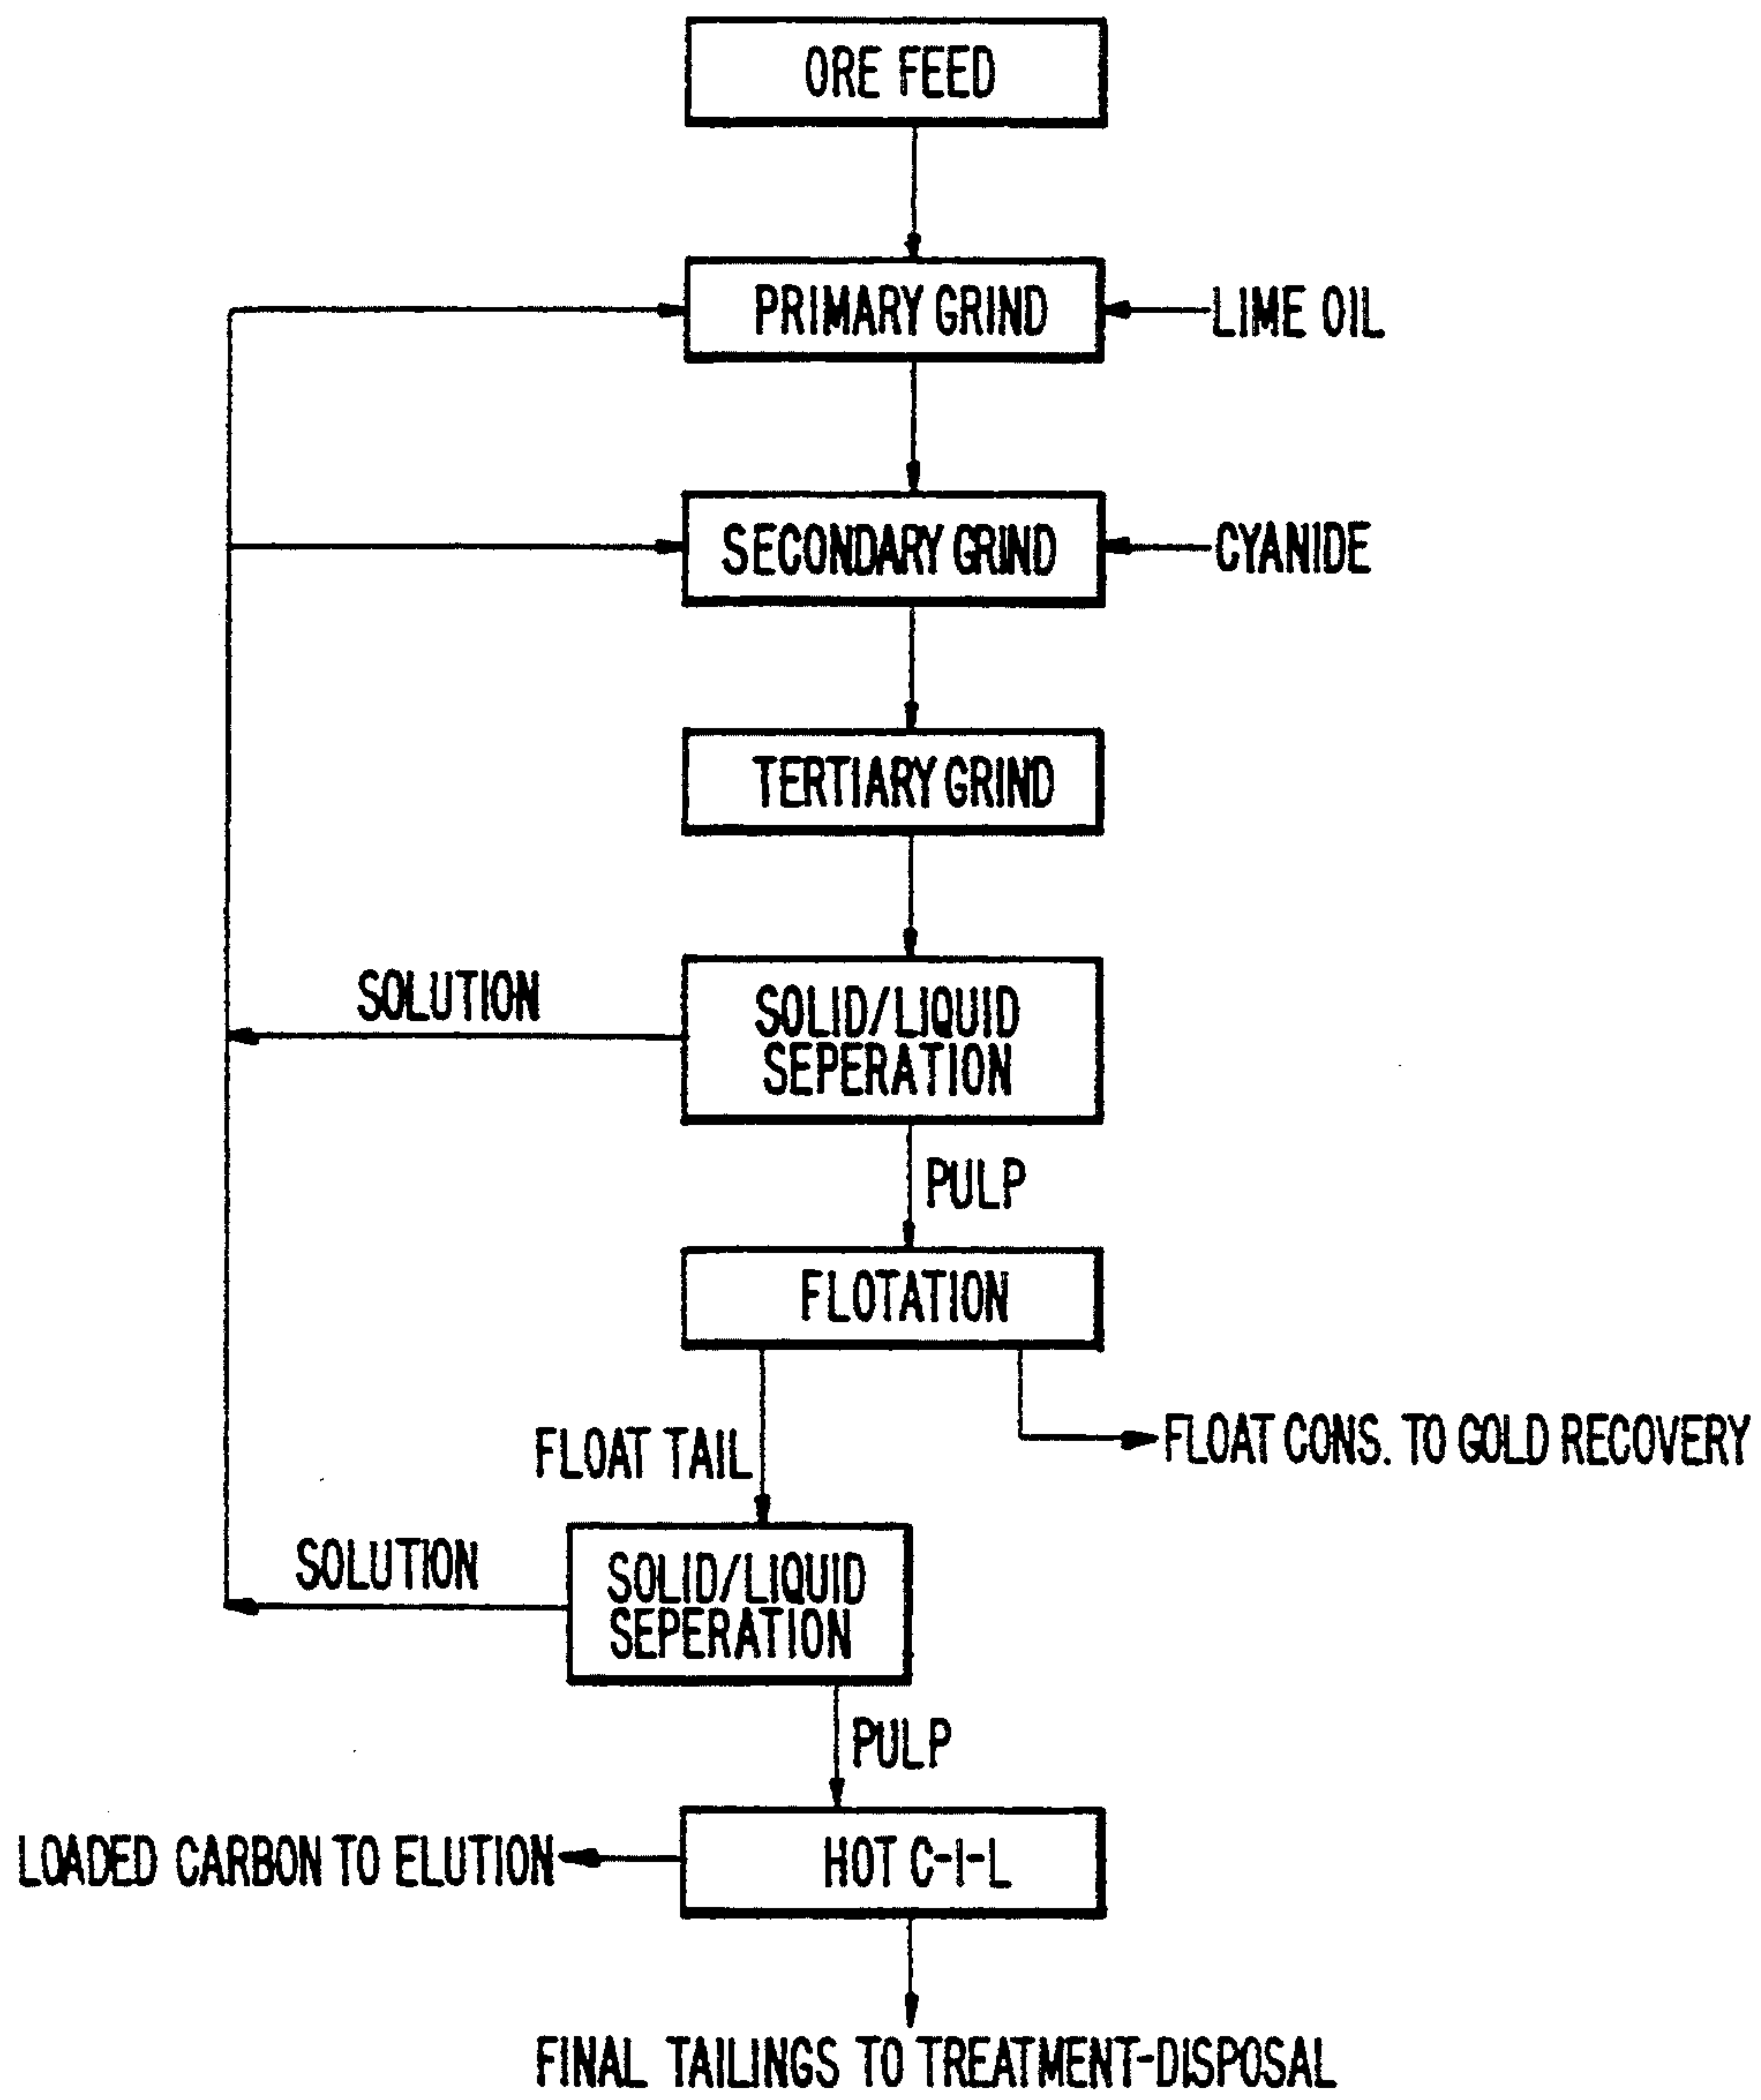 ORE FEED
PRIMARY GRIND
LIME OIL
SECONDARY GRIND
CYANIDE
TERTIARY GRIND
SOLUTION
SOLID/LIQUID
SEPERATION
PULP
FLOTATION
FLOAT TAIL
FLOAT CONS. TO GOLD RECOVERY
SOLUTION
SOLID/LIQUID
SEPERATION
PULP
LOADED CARBON TO ELUTION
HOT C-I-L
FINAL TAILINGS TO TREATMENT-DISPOSAL